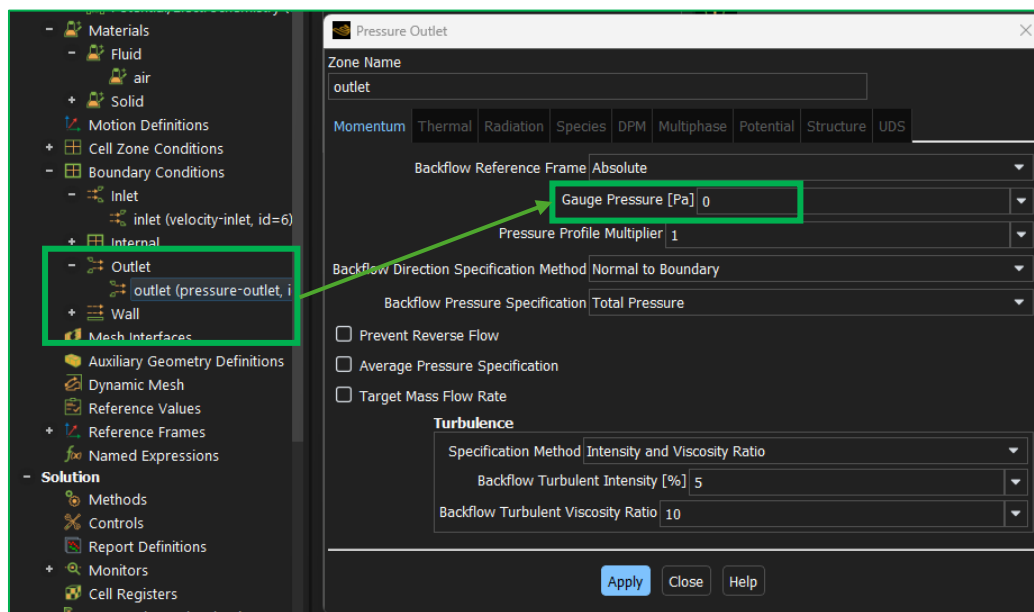 Materials
Fluid
air
Solid
Motion Definitions
Cell Zone Conditions
Boundary Conditions
Inlet
inlet (velocity-inlet, id=6)
Internal
Outlet
outlet (pressure-outlet, i
Wall
Mesh Interfaces
Auxiliary Geometry Definitions
Dynamic Mesh
Reference Values
Reference Frames
Named Expressions
Solution
Methods
Controls
Report Definitions
Monitors
Cell Registers
Pressure Outlet
Zone Name
outlet
Momentum Thermal Radiation Species DPM Multiphase Potential Structure UDS
Backflow Reference Frame Absolute
Gauge Pressure [Pa] 0
Pressure Profile Multiplier 1
Backflow Direction Specification Method Normal to Boundary
Backflow Pressure Specification Total Pressure
Prevent Reverse Flow
Average Pressure Specification
Target Mass Flow Rate
Turbulence
Specification Method Intensity and Viscosity Ratio
Backflow Turbulent Intensity [%] 5
Backflow Turbulent Viscosity Ratio 10
Apply Close Help